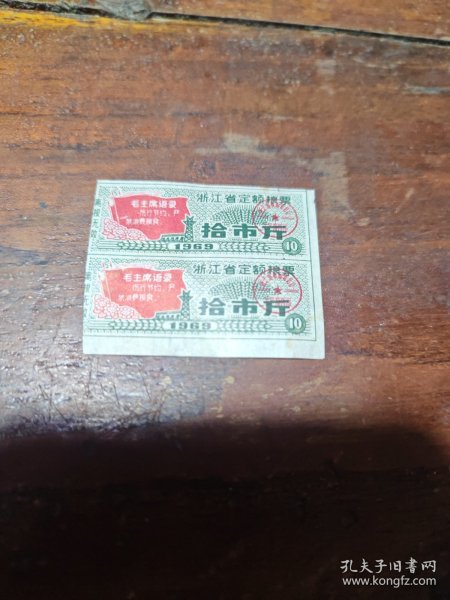 毛主席语录
厉行节约，严
禁浪费粮食。
浙江省定额粮票
拾市斤
1969
10
毛主席语录
厉行节约，严
禁浪费粮食。
浙江省定额粮票
拾市斤
1969
10
孔夫子旧书网
www.kongfz.com